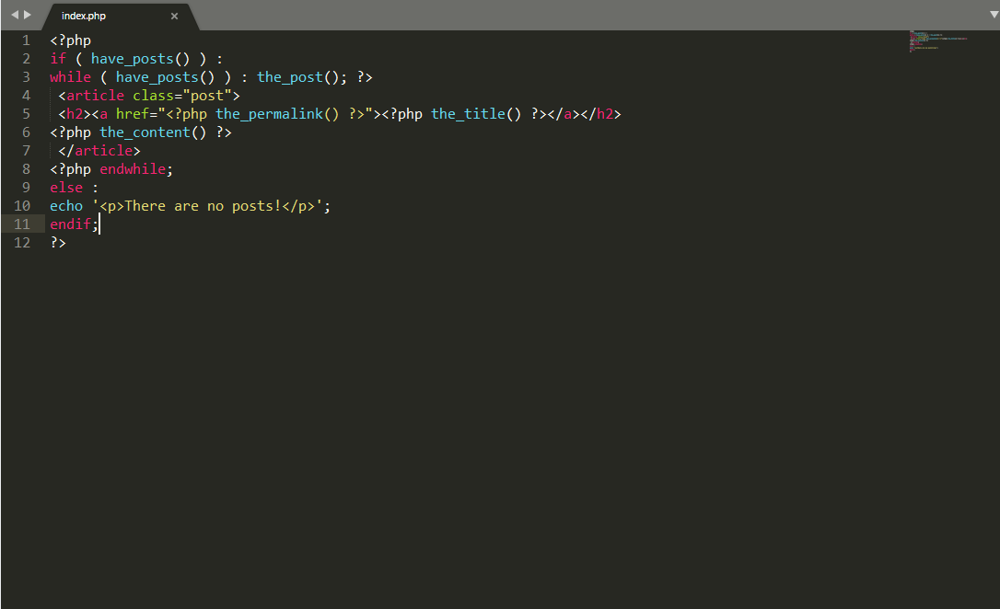 index.php ×
1 <?php
2 if ( have_posts() ) :
3 while ( have_posts() ) : the_post(); ?>
4 <article class="post">
5 <h2><a href="<?php the_permalink() ?>"><?php the_title() ?></a></h2>
6 <?php the_content() ?>
7 </article>
8 <?php endwhile;
9 else :
10 echo '<p>There are no posts!</p>';
11 endif;
12 ?>